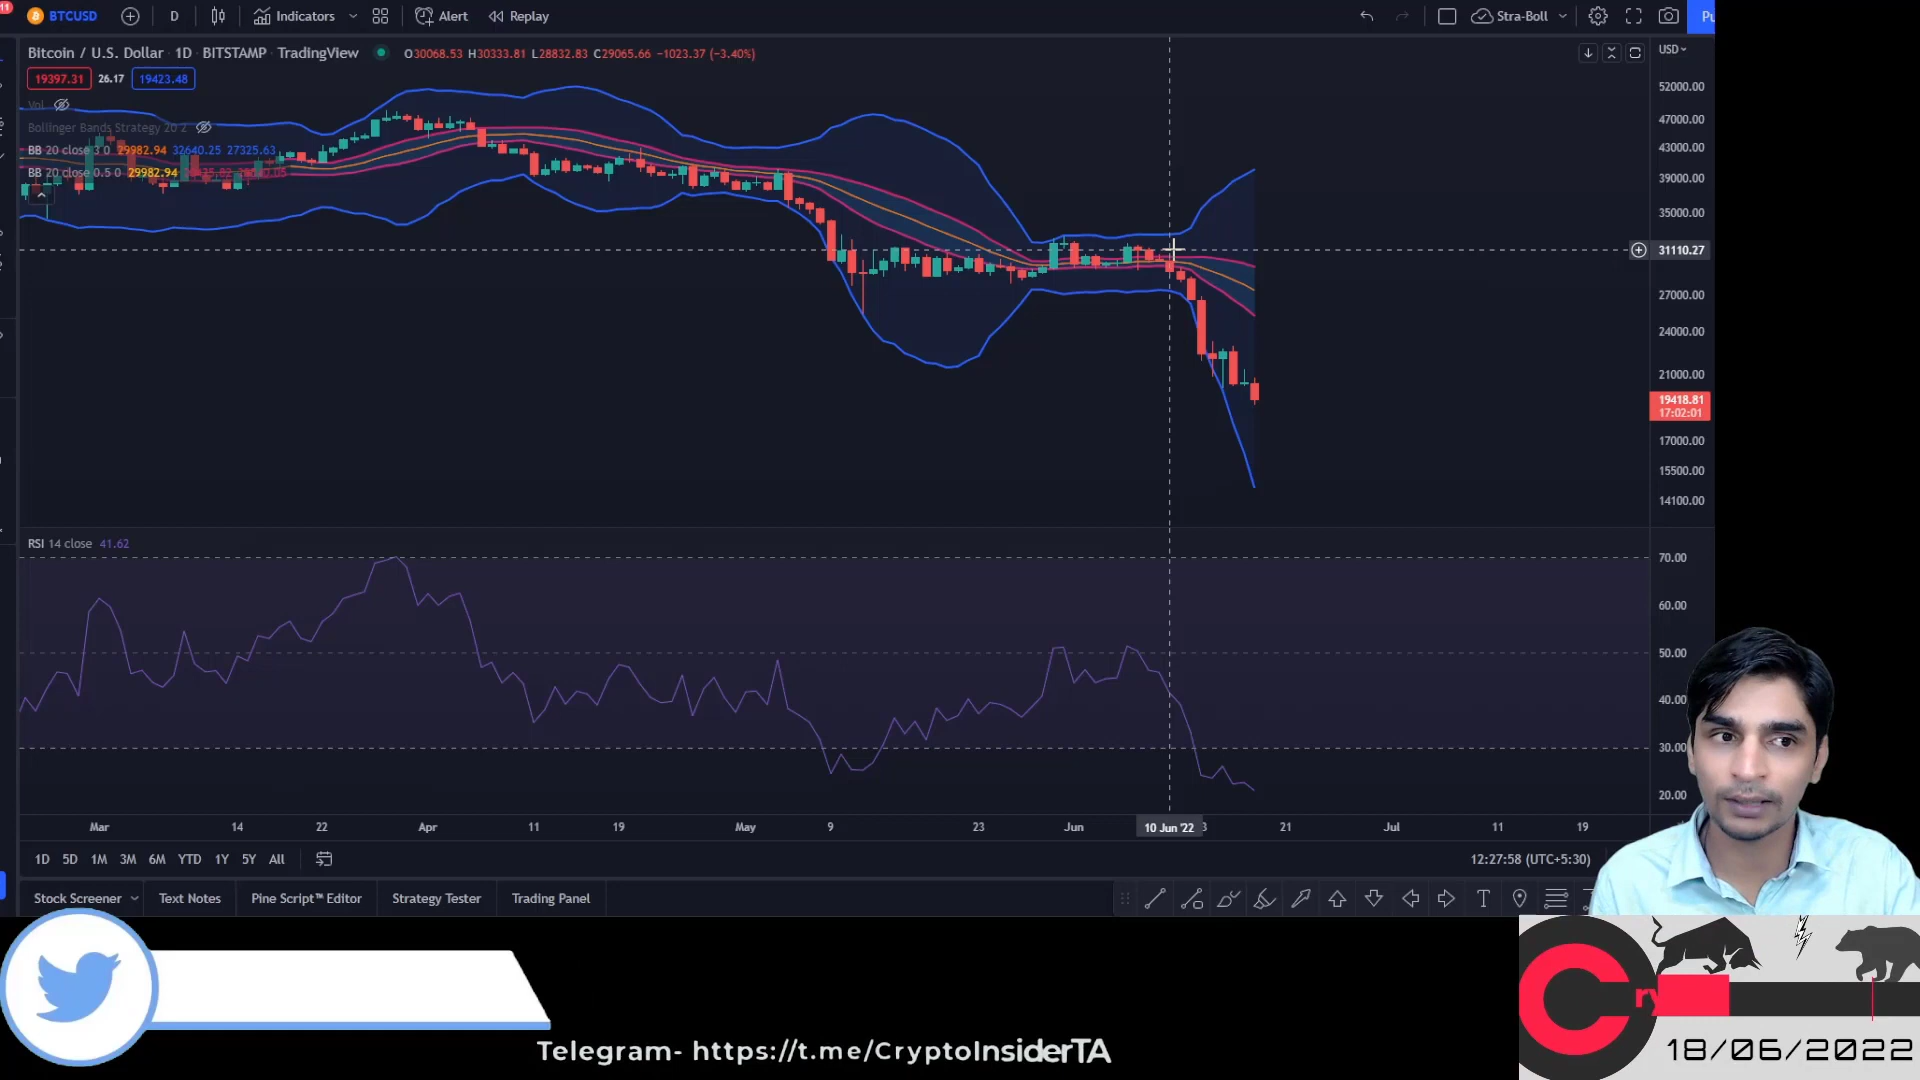 11
BTCUSD D Indicators Alert Replay Stra-Boll Pu
Bitcoin / U.S. Dollar 1D BITSTAMP TradingView O30068.53 H30333.81 L28832.83 C29065.66 −1023.37 (−3.40%) USD
19397.31 26.17 19423.48
Vol
Bollinger Bands Strategy 20 2
BB 20 close 3 0 29982.94 32640.25 27325.63
BB 20 close 0.5 0 29982.94
52000.00
47000.00
43000.00
39000.00
35000.00
31110.27
27000.00
24000.00
21000.00
19418.81
17:02:01
17000.00
15500.00
14100.00
RSI 14 close 41.62
70.00
60.00
50.00
40.00
30.00
20.00
Mar 14 22 Apr 11 19 May 9 23 Jun 10 Jun '22 3 21 Jul 11 19
1D 5D 1M 3M 6M YTD 1Y 5Y All 12:27:58 (UTC+5:30)
Stock Screener Text Notes Pine Script™ Editor Strategy Tester Trading Panel
Telegram- https://t.me/CryptoInsiderTA
Cry
18/06/2022